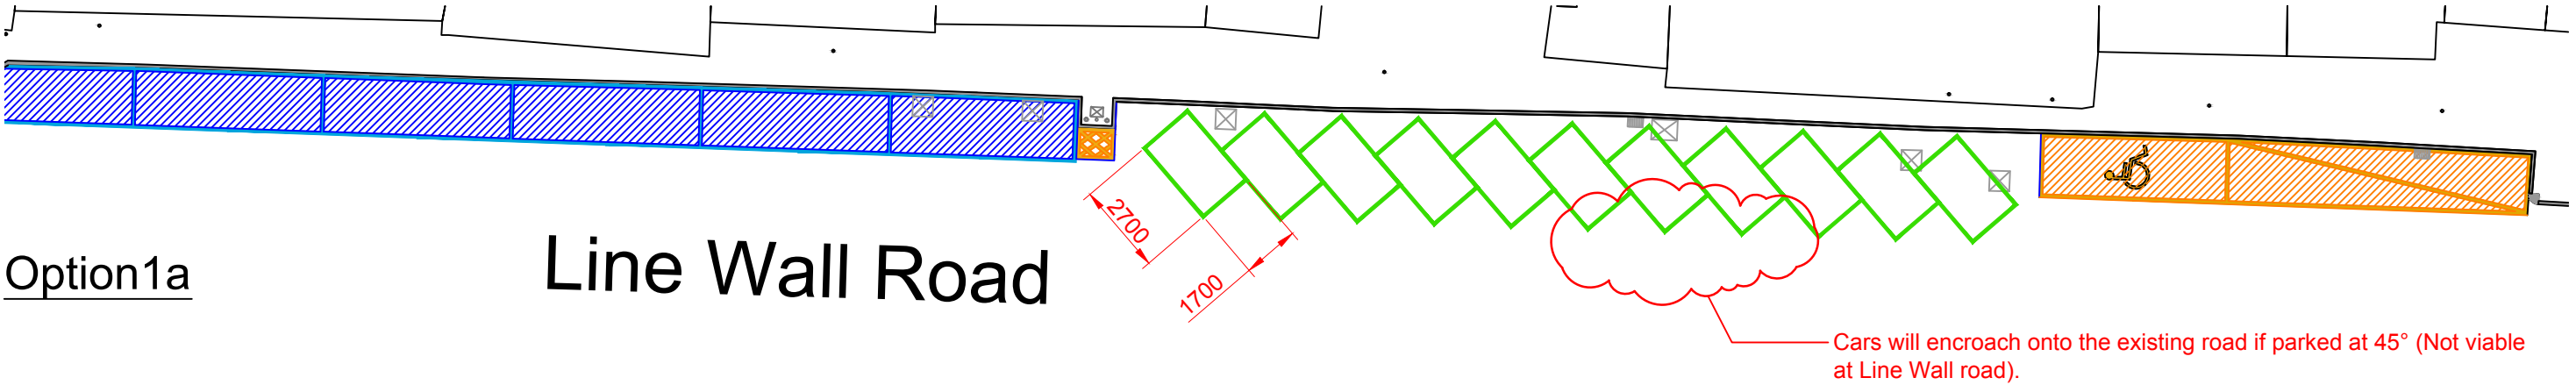 Option1a
Line Wall Road
2700
1700
Cars will encroach onto the existing road if parked at 45° (Not viable
at Line Wall road).